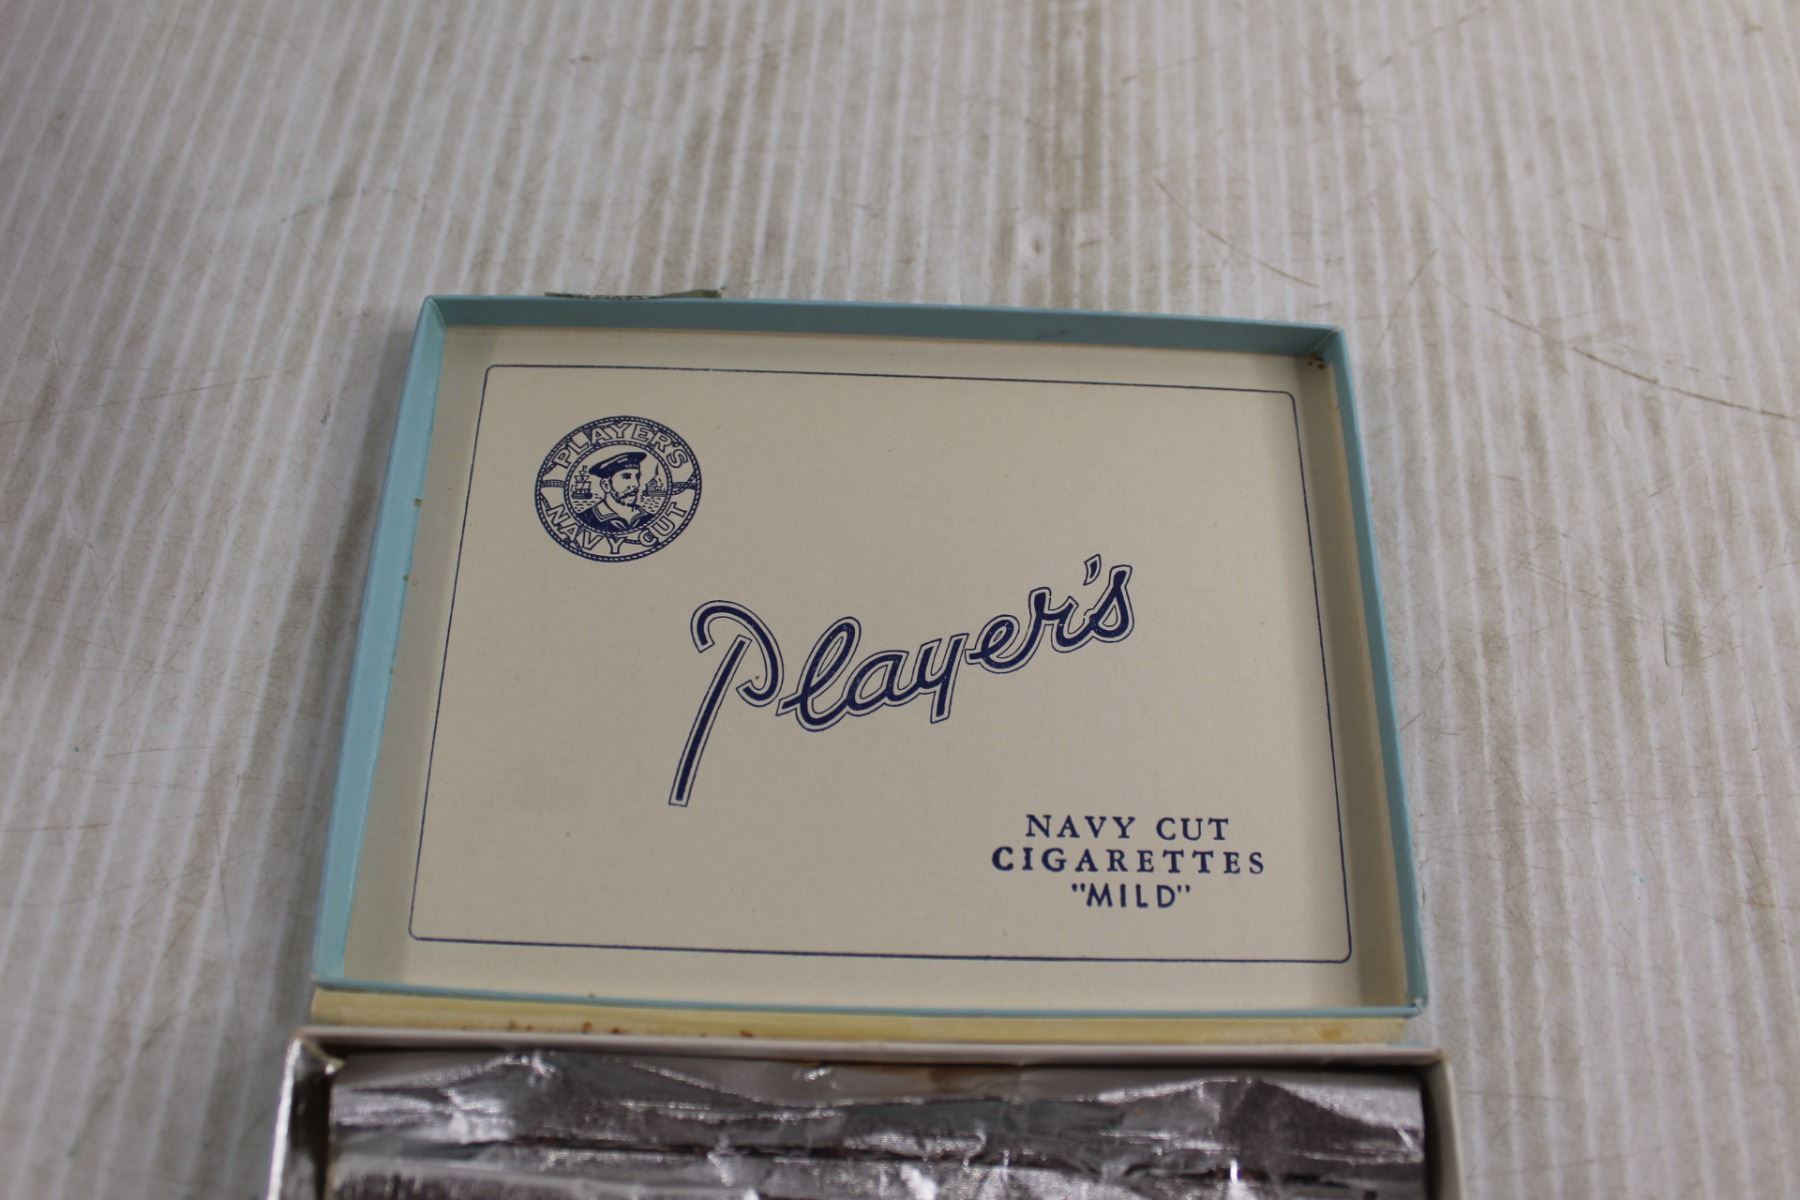 PLAYER'S
NAVY CUT
Player's
NAVY CUT
CIGARETTES
"MILD"